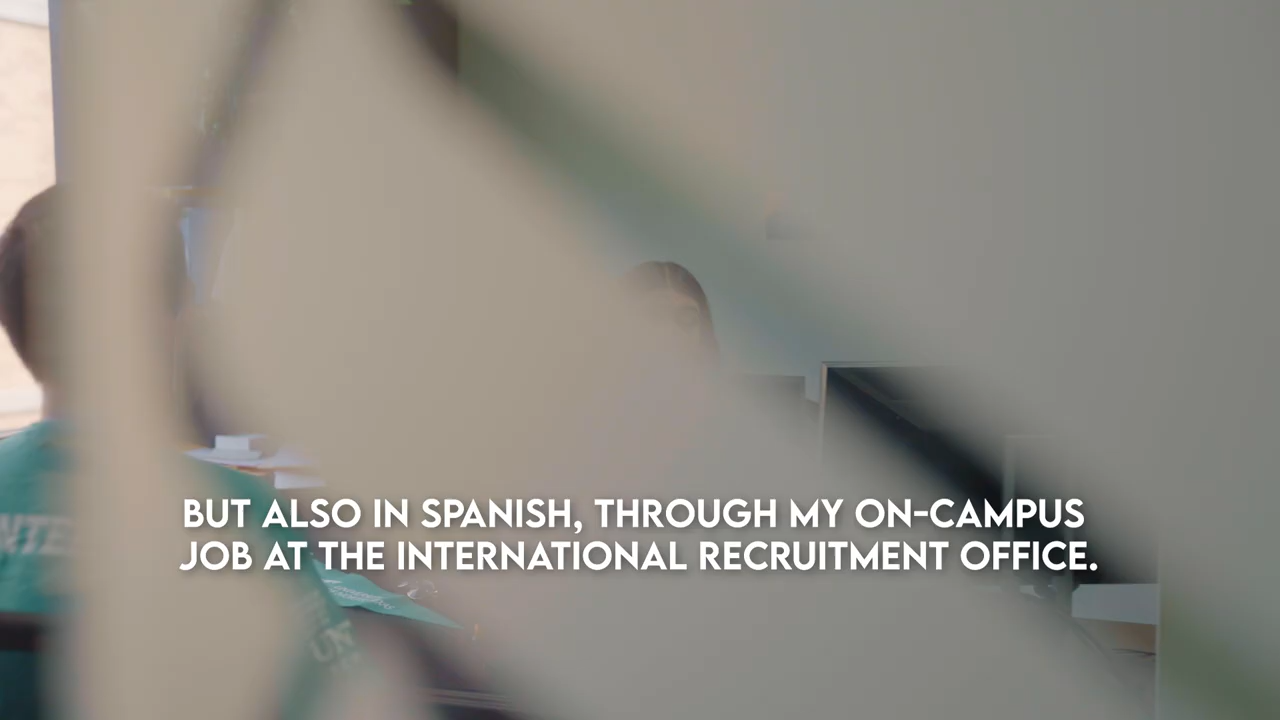 BUT ALSO IN SPANISH, THROUGH MY ON-CAMPUS
JOB AT THE INTERNATIONAL RECRUITMENT OFFICE.